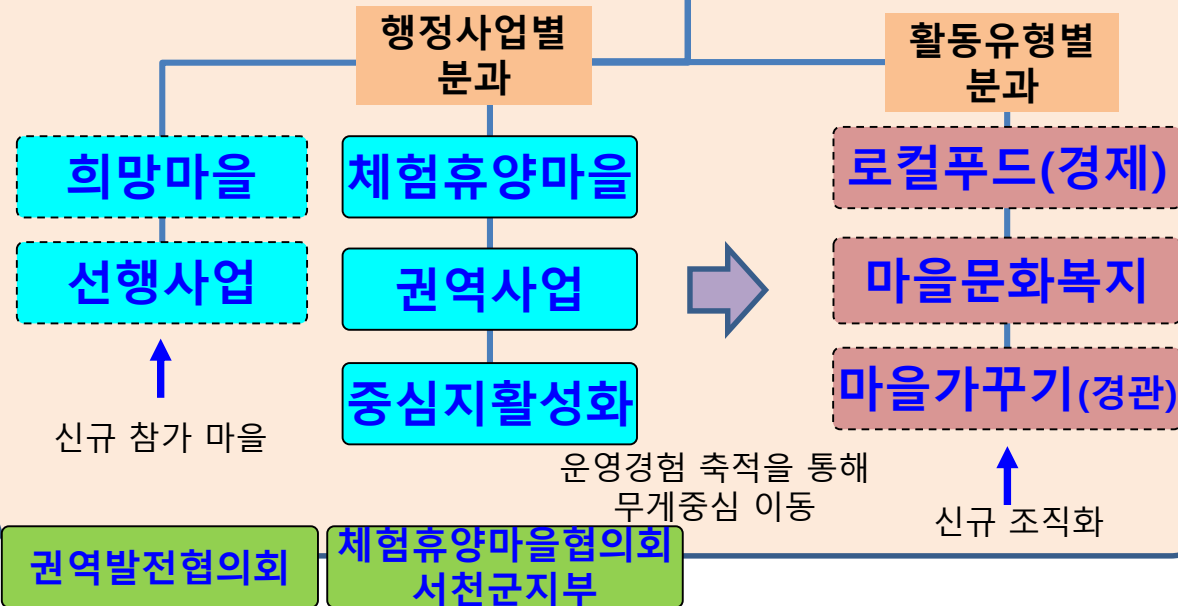 행정사업별
분과
활동유형별
분과
희망마을
체험휴양마을
로컬푸드(경제)
선행사업
권역사업
마을문화복지
중심지활성화
마을가꾸기(경관)
신규 참가 마을
운영경험 축적을 통해
무게중심 이동
신규 조직화
권역발전협의회
체험휴양마을협의회
서천군지부